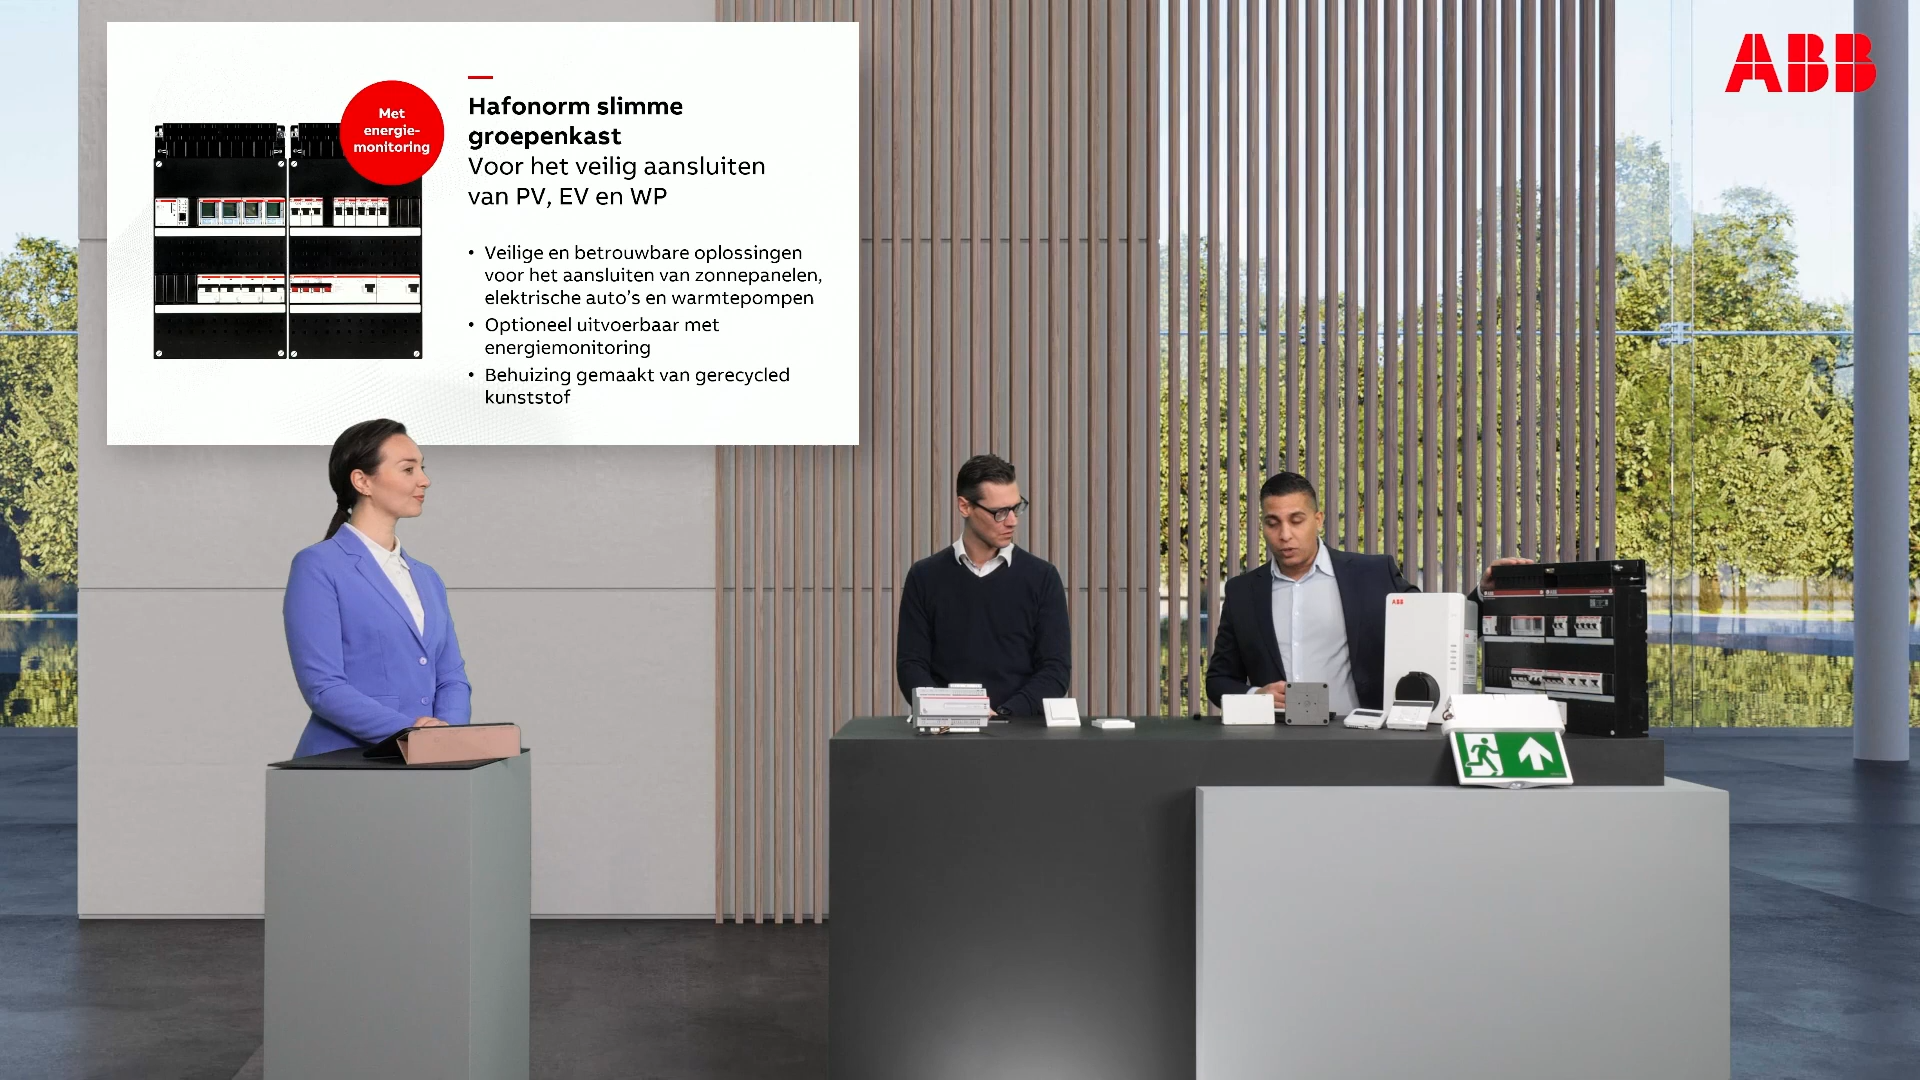 Met
energie-
monitoring
Hafonorm slimme
groepenkast
Voor het veilig aansluiten
van PV, EV en WP
• Veilige en betrouwbare oplossingen
voor het aansluiten van zonnepanelen,
elektrische auto's en warmtepompen
• Optioneel uitvoerbaar met
energiemonitoring
• Behuizing gemaakt van gerecycled
kunststof
ABB
ABB